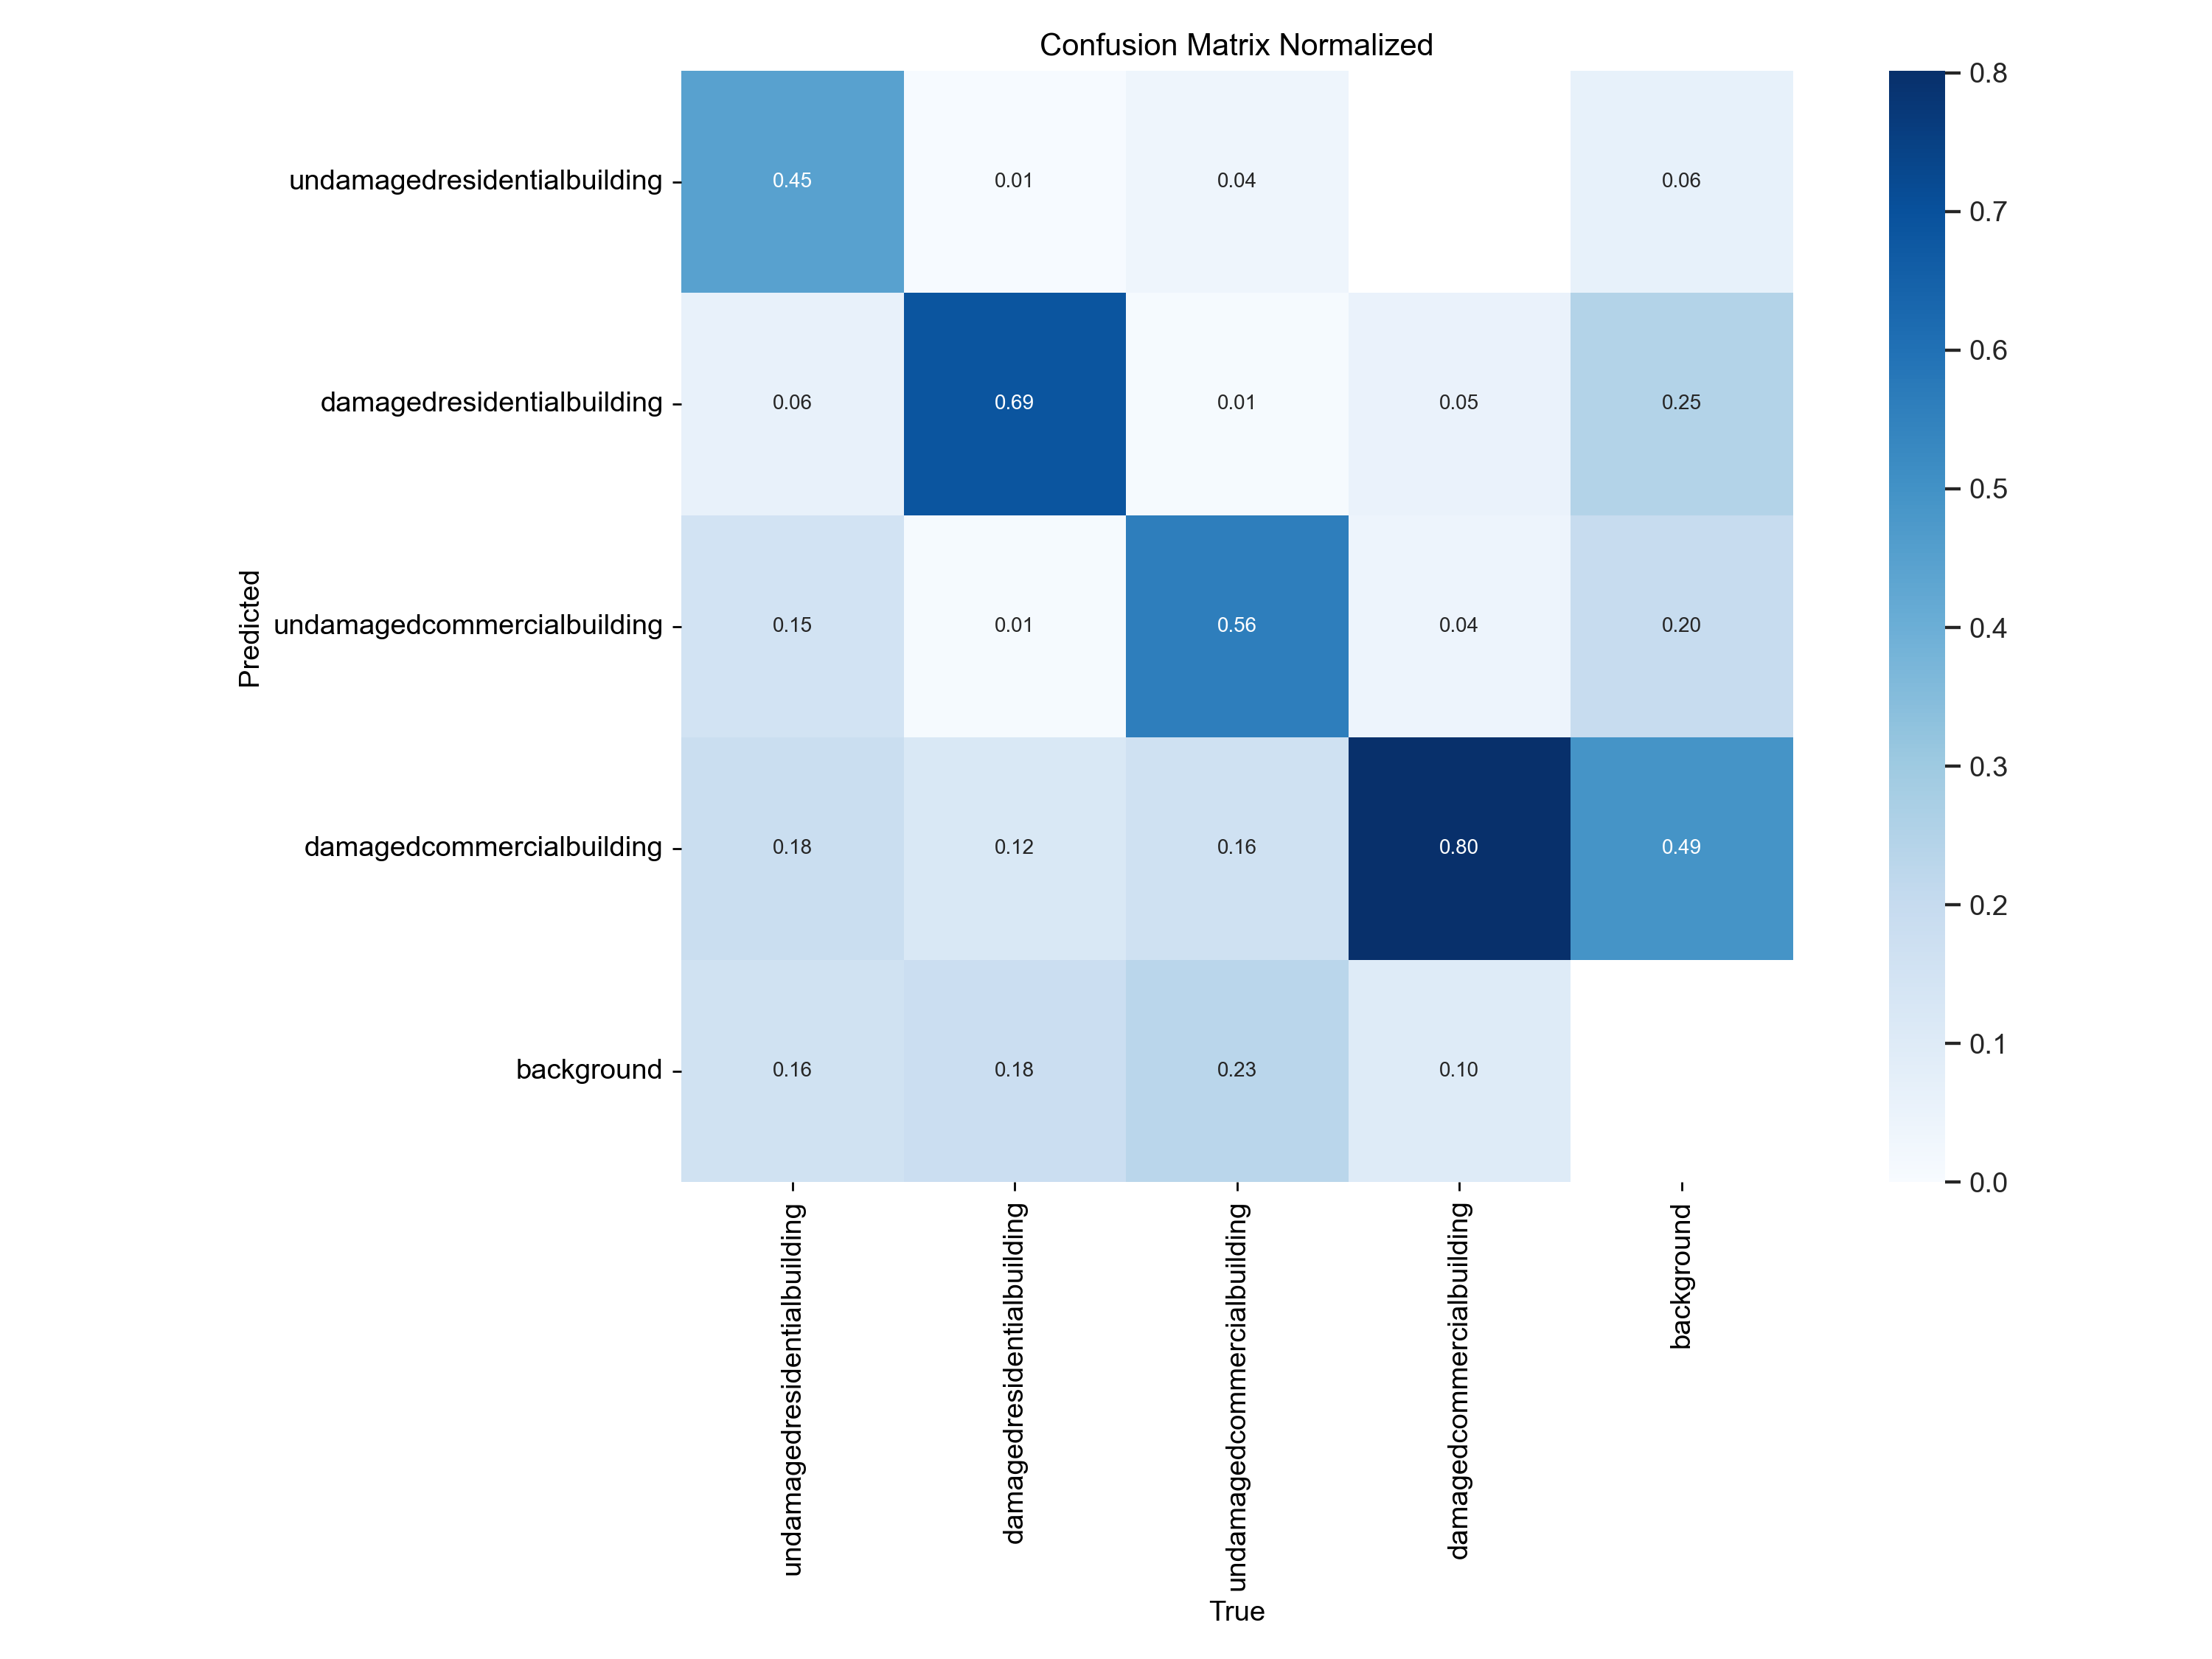 Confusion Matrix Normalized
undamagedresidentialbuilding 0.45 0.01 0.04 0.06
damagedresidentialbuilding 0.06 0.69 0.01 0.05 0.25
undamagedcommercialbuilding 0.15 0.01 0.56 0.04 0.20
damagedcommercialbuilding 0.18 0.12 0.16 0.80 0.49
background 0.16 0.18 0.23 0.10
Predicted
undamagedresidentialbuilding
damagedresidentialbuilding
undamagedcommercialbuilding
damagedcommercialbuilding
background
True
0.8
0.7
0.6
0.5
0.4
0.3
0.2
0.1
0.0